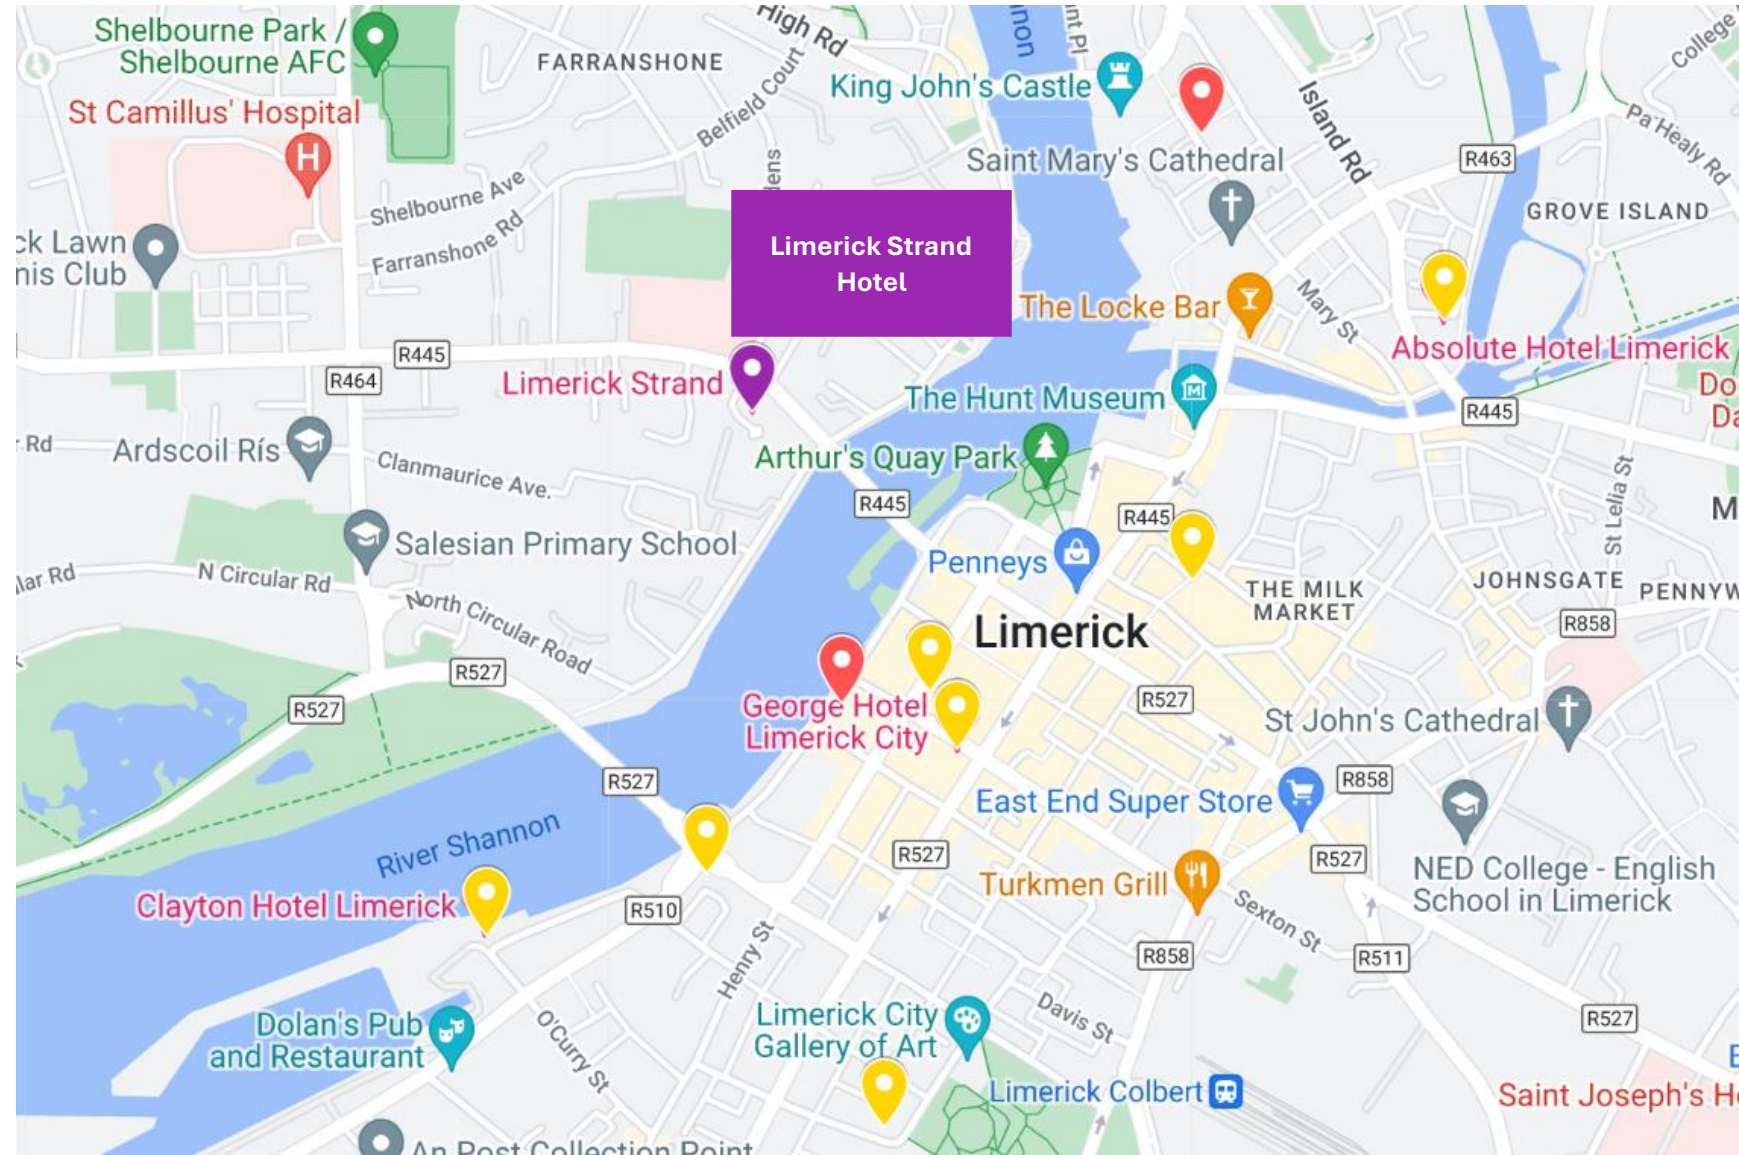 Shelbourne Park /
Shelbourne AFC
St Camillus' Hospital
H
FARRANSHONE
High Rd
Belfield Court
King John's Castle
Island Rd
College
Pa Healy Rd
R463
Saint Mary's Cathedral
GROVE ISLAND
Shelbourne Ave
Farranshone Rd
ck Lawn
nis Club
Limerick Strand
Hotel
The Locke Bar
Mary St
Absolute Hotel Limerick
R445
R464
Limerick Strand
The Hunt Museum
M
R445
Do
Da
Rd
Ardscoil Rís
Clanmaurice Ave.
Arthur's Quay Park
R445
R445
St Lelia St
M
Salesian Primary School
Penneys
lar Rd
N Circular Rd
North Circular Road
THE MILK
MARKET
JOHNSGATE
PENNYW
R858
Limerick
R527
R527
George Hotel
Limerick City
R527
St John's Cathedral
R527
East End Super Store
R858
River Shannon
R527
R527
Clayton Hotel Limerick
R510
Turkmen Grill
NED College - English
School in Limerick
Sexton St
Henry St
R858
R511
Dolan's Pub
and Restaurant
O'Curry St
Limerick City
Gallery of Art
Davis St
R527
Limerick Colbert
E
Saint Joseph's H
An Post Collection Point